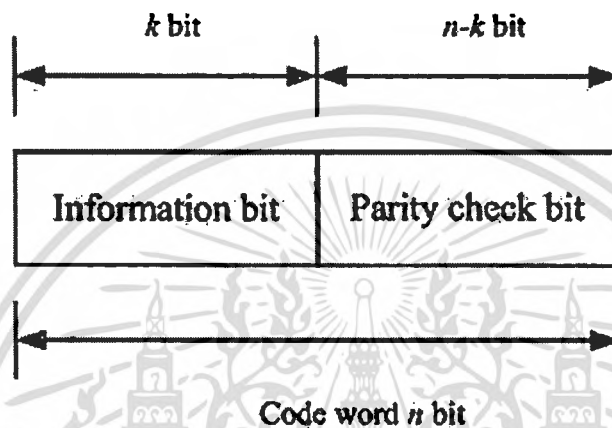 k bit n-k bit
Information bit Parity check bit
Code word n bit